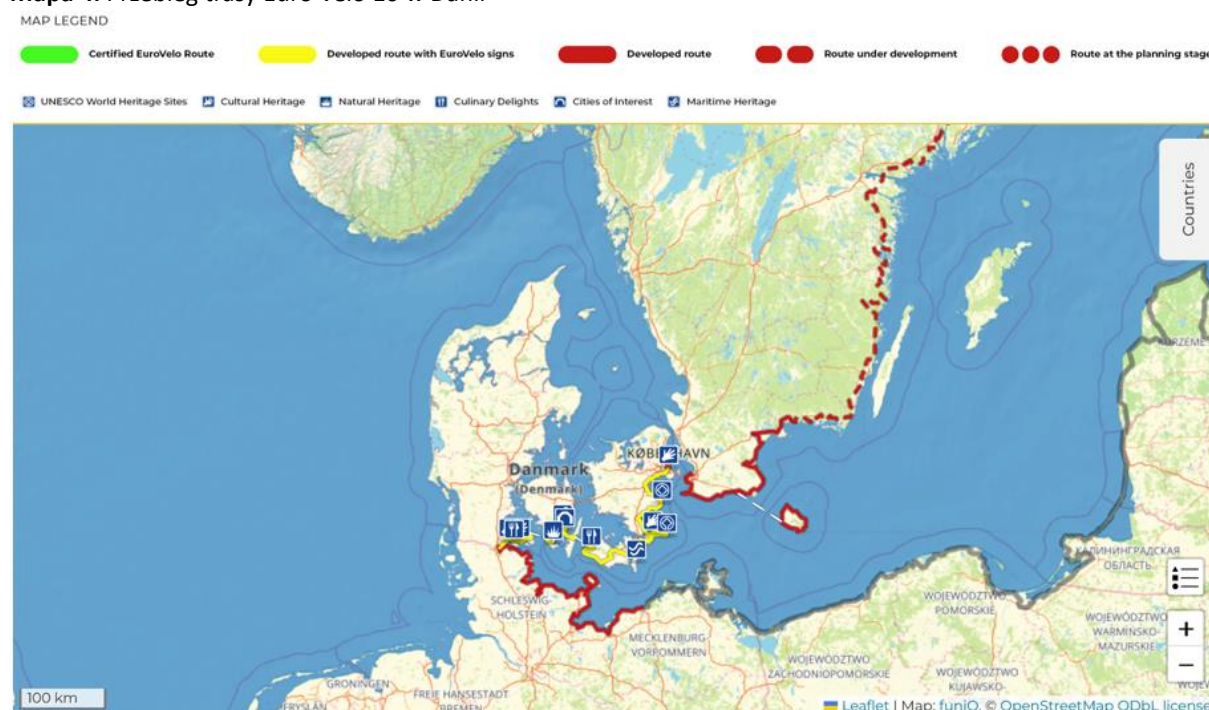 MAP LEGEND
Certified EuroVelo Route Developed route with EuroVelo signs Developed route Route under development Route at the planning stage
UNESCO World Heritage Sites Cultural Heritage Natural Heritage Culinary Delights Cities of Interest Maritime Heritage
Countries
KURZEME
Danmark
(Denmark)
КАЛИНИНГРАДСКАЯ
ОБЛАСТЬ
SCHLESWIG-
HOLSTEIN
WOJEWÓDZTWO
POMORSKIE
WOJEWÓDZTWO
WARMIŃSKO-
MAZURSKIE
MECKLENBURG-
VORPOMMERN
WOJEWÓDZTWO
ZACHODNIOPOMORSKIE
WOJEWÓDZTWO
KUJAWSKO-
GRONINGEN
FREIE HANSESTADT
BREMEN
100 km
+
−
Leaflet | Map: funiQ, © OpenStreetMap ODbL license